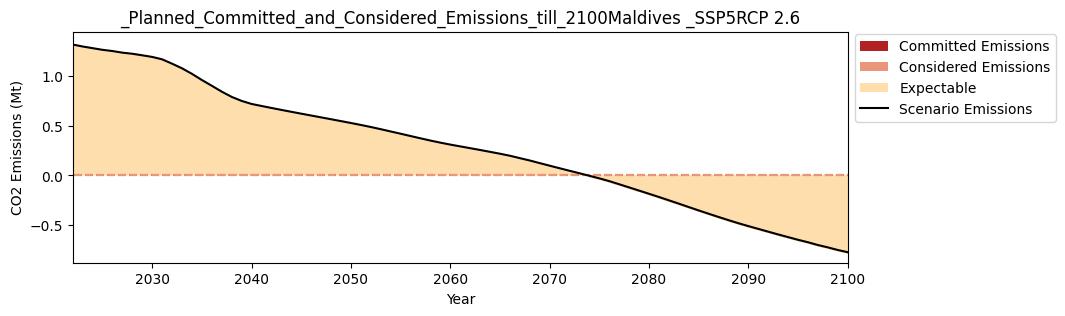 _Planned_Committed_and_Considered_Emissions_till_2100Maldives _SSP5RCP 2.6
Committed Emissions
Considered Emissions
Expectable
Scenario Emissions
CO2 Emissions (Mt)
1.0
0.5
0.0
−0.5
2030 2040 2050 2060 2070 2080 2090 2100
Year